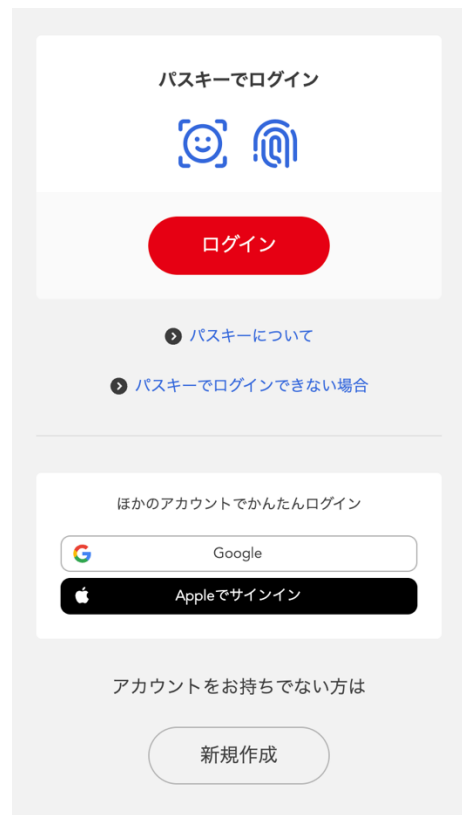 パスキーでログイン
ログイン
パスキーについて
パスキーでログインできない場合
ほかのアカウントでかんたんログイン
Google
Appleでサインイン
アカウントをお持ちでない方は
新規作成